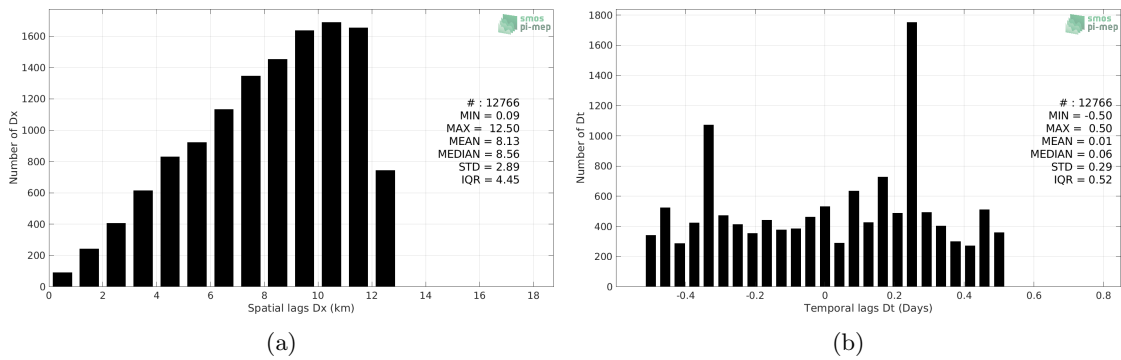 1600
1400
1200
1000
800
600
400
200
0
Number of Dx
0 2 4 6 8 10 12 14 16 18
Spatial lags Dx (km)
smos
pi-mep
# : 12766
MIN = 0.09
MAX = 12.50
MEAN = 8.13
MEDIAN = 8.56
STD = 2.89
IQR = 4.45
(a)
1800
1600
1400
1200
1000
800
600
400
200
0
Number of Dt
-0.4 -0.2 0 0.2 0.4 0.6 0.8
Temporal lags Dt (Days)
smos
pi-mep
# : 12766
MIN = -0.50
MAX = 0.50
MEAN = 0.01
MEDIAN = 0.06
STD = 0.29
IQR = 0.52
(b)